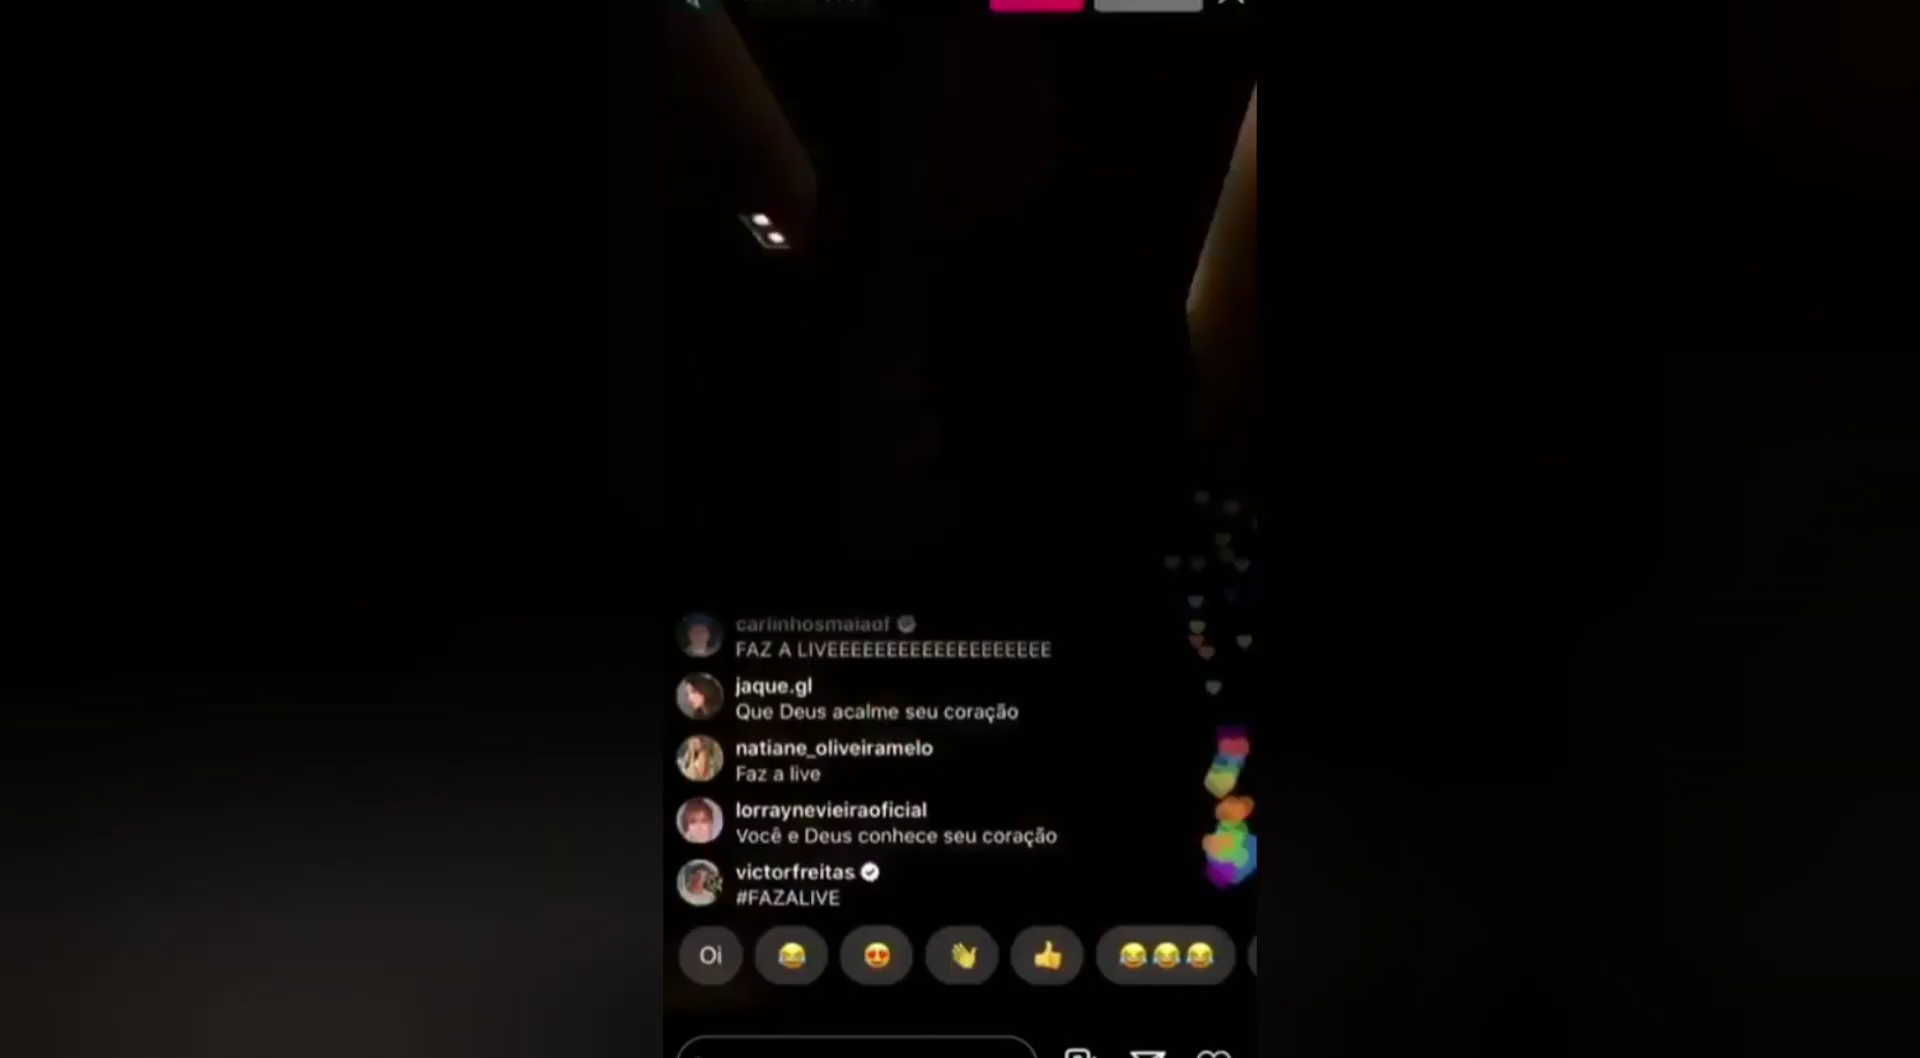 carlinhosmaiaof
FAZ A LIVEEEEEEEEEEEEEEEEEEEE
jaque.gl
Que Deus acalme seu coração
natiane_oliveiramelo
Faz a live
lorraynevieiraoficial
Você e Deus conhece seu coração
victorfreitas
#FAZALIVE
Oi